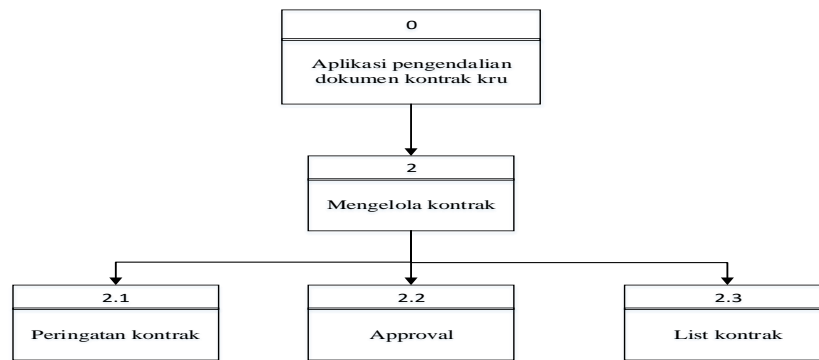 0
Aplikasi pengendalian
dokumen kontrak kru
2
Mengelola kontrak
2.1
Peringatan kontrak
2.2
Approval
2.3
List kontrak